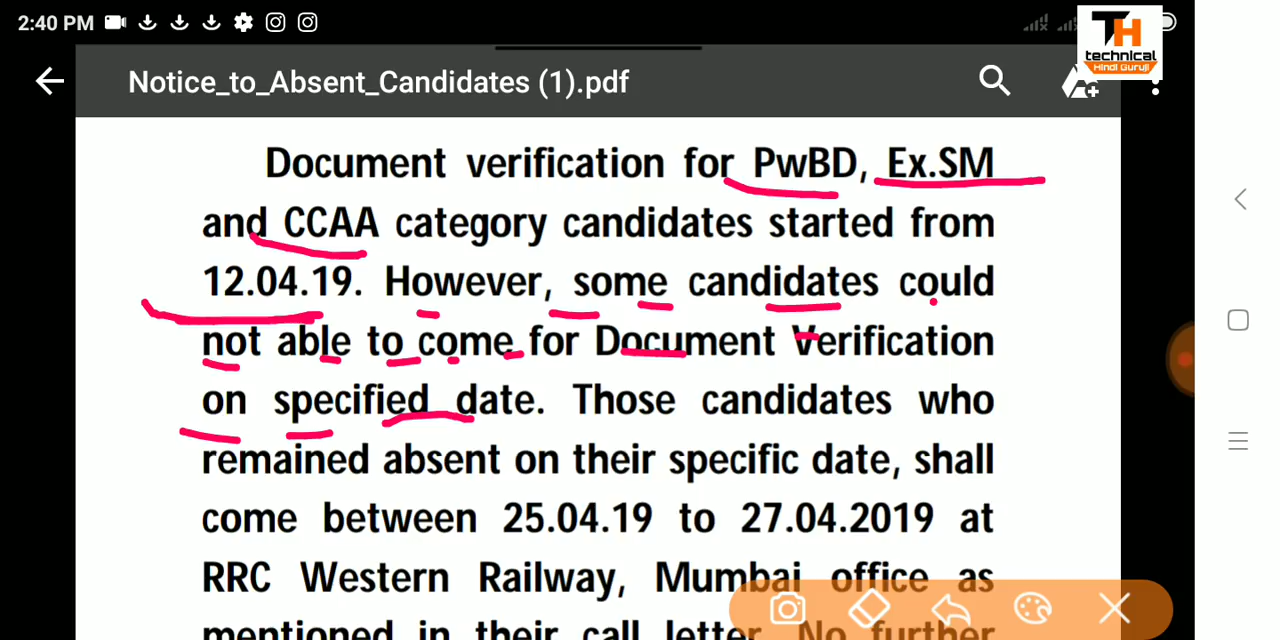 2:40 PM
TH
technical
Hindi Guruji
Notice_to_Absent_Candidates (1).pdf
Document verification for PwBD, Ex.SM
and CCAA category candidates started from
12.04.19. However, some candidates could
not able to come for Document Verification
on specified date. Those candidates who
remained absent on their specific date, shall
come between 25.04.19 to 27.04.2019 at
RRC Western Railway, Mumbai office as
mentioned in their call letter. No further